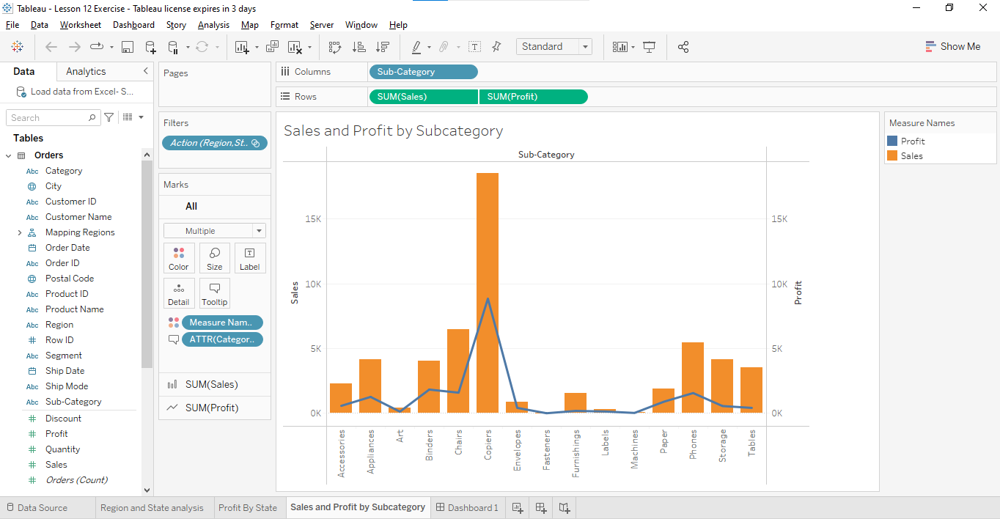 Tableau - Lesson 12 Exercise - Tableau license expires in 3 days
File Data Worksheet Dashboard Story Analysis Map Format Server Window Help
Standard
Show Me
Data Analytics
Load data from Excel- S...
Search
Tables
Orders
Abc Category
City
Abc Customer ID
Abc Customer Name
Mapping Regions
Order Date
Abc Order ID
Postal Code
Abc Product ID
Abc Product Name
Abc Region
Row ID
Abc Segment
Ship Date
Abc Ship Mode
Abc Sub-Category
Discount
Profit
Quantity
Sales
Orders (Count)
Pages
Filters
Action (Region,St..
Marks
All
Multiple
Color Size Label
Detail Tooltip
Measure Nam..
ATTR(Categor..
SUM(Sales)
SUM(Profit)
Columns Sub-Category
Rows SUM(Sales) SUM(Profit)
Sales and Profit by Subcategory
Sub-Category
15K 15K
10K 10K
5K 5K
0K 0K
Sales
Profit
Accessories
Appliances
Art
Binders
Chairs
Copiers
Envelopes
Fasteners
Furnishings
Labels
Machines
Paper
Phones
Storage
Tables
Measure Names
Profit
Sales
Data Source Region and State analysis Profit By State Sales and Profit by Subcategory Dashboard 1